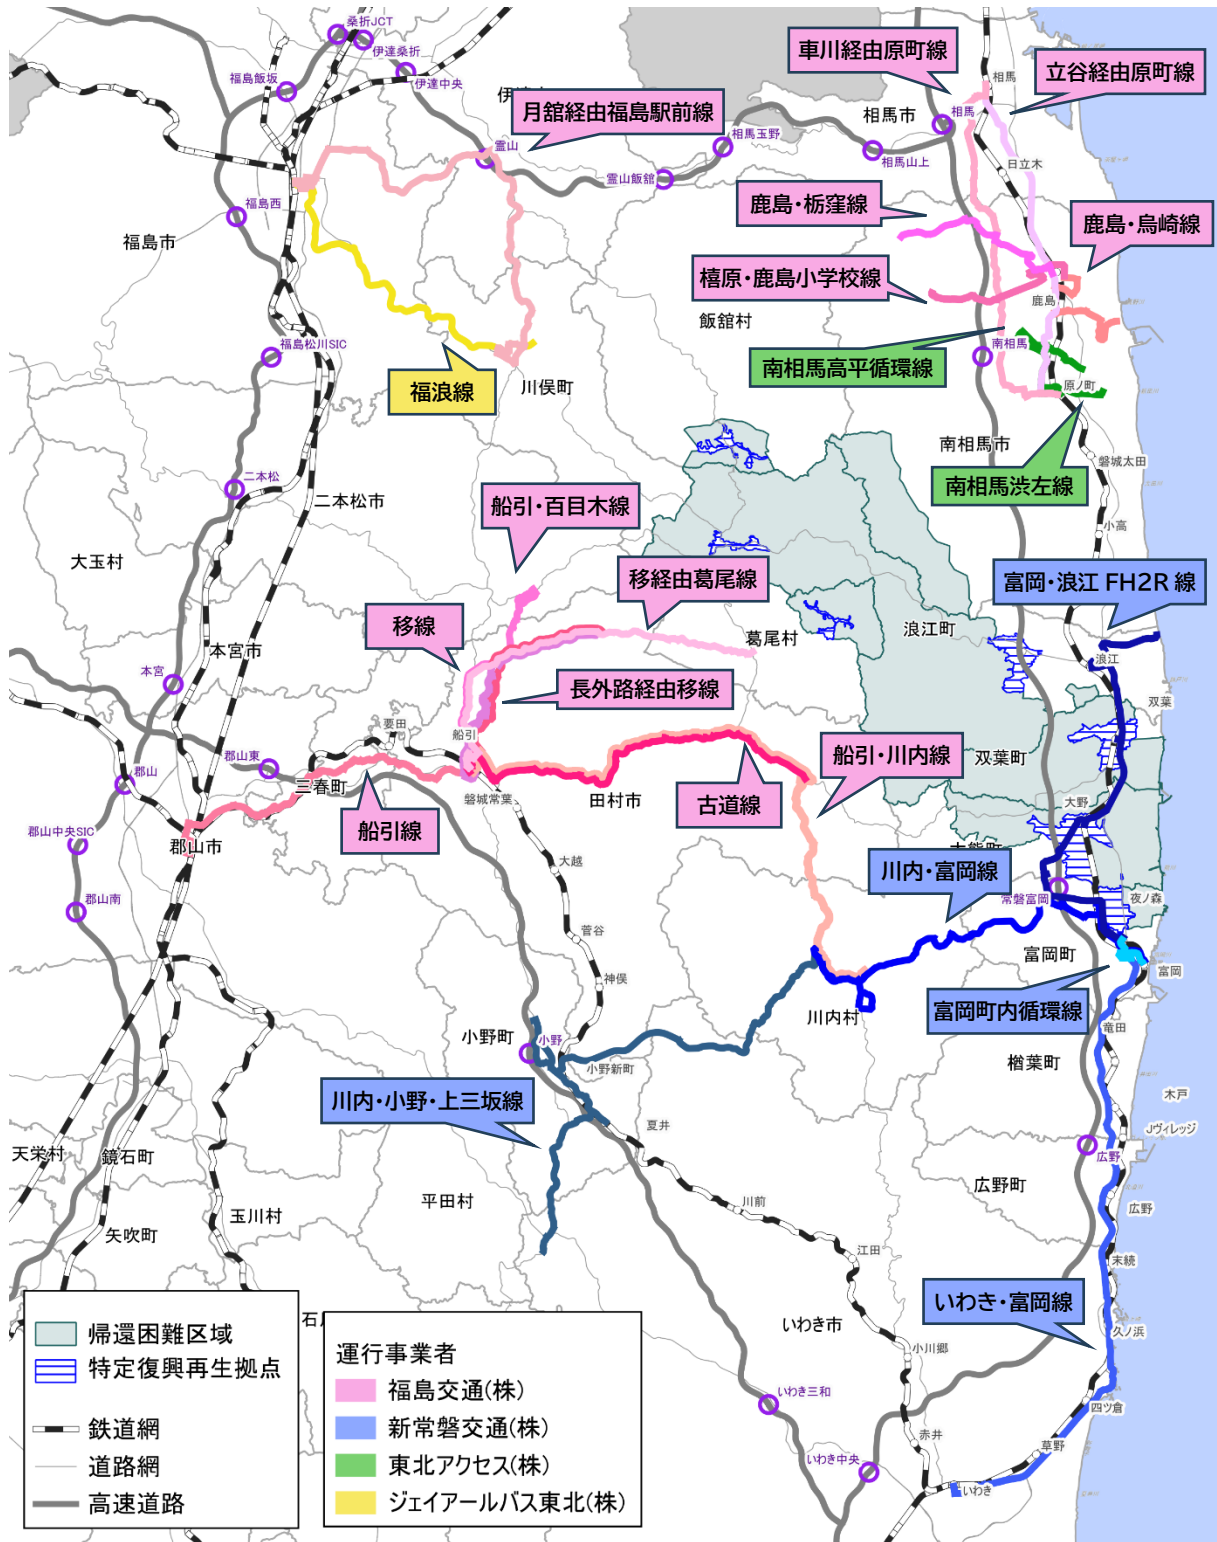 桑折JCT
伊達桑折
福島飯坂
伊達中央
月舘経由福島駅前線
車川経由原町線
立谷経由原町線
相馬
相馬市
相馬
相馬玉野
相馬山上
霊山
霊山飯舘
日立木
福島西
福島市
鹿島・栃窪線
鹿島・烏崎線
橲原・鹿島小学校線
鹿島
飯舘村
福島松川SIC
南相馬
南相馬高平循環線
原ノ町
福浪線
川俣町
南相馬市
磐城太田
南相馬渋左線
二本松
二本松市
船引・百目木線
小高
大玉村
移経由葛尾線
富岡・浪江 FH2R 線
移線
葛尾村
浪江町
本宮市
浪江
本宮
長外路経由移線
双葉
要田
船引
郡山東
郡山
三春町
磐城常葉
田村市
古道線
船引・川内線
双葉町
大野
船引線
郡山中央SIC
郡山市
大熊町
大越
川内・富岡線
郡山南
常磐富岡
夜ノ森
菅谷
富岡町
富岡
神俣
川内村
富岡町内循環線
竜田
小野町
小野
小野新町
楢葉町
川内・小野・上三坂線
木戸
夏井
Jヴィレッジ
天栄村
鏡石町
広野
広野町
平田村
川前
広野
玉川村
矢吹町
江田
末続
いわき・富岡線
いわき市
久ノ浜
小川郷
いわき三和
四ツ倉
赤井
草野
いわき中央
いわき
帰還困難区域
特定復興再生拠点
鉄道網
道路網
高速道路
運行事業者
福島交通(株)
新常磐交通(株)
東北アクセス(株)
ジェイアールバス東北(株)